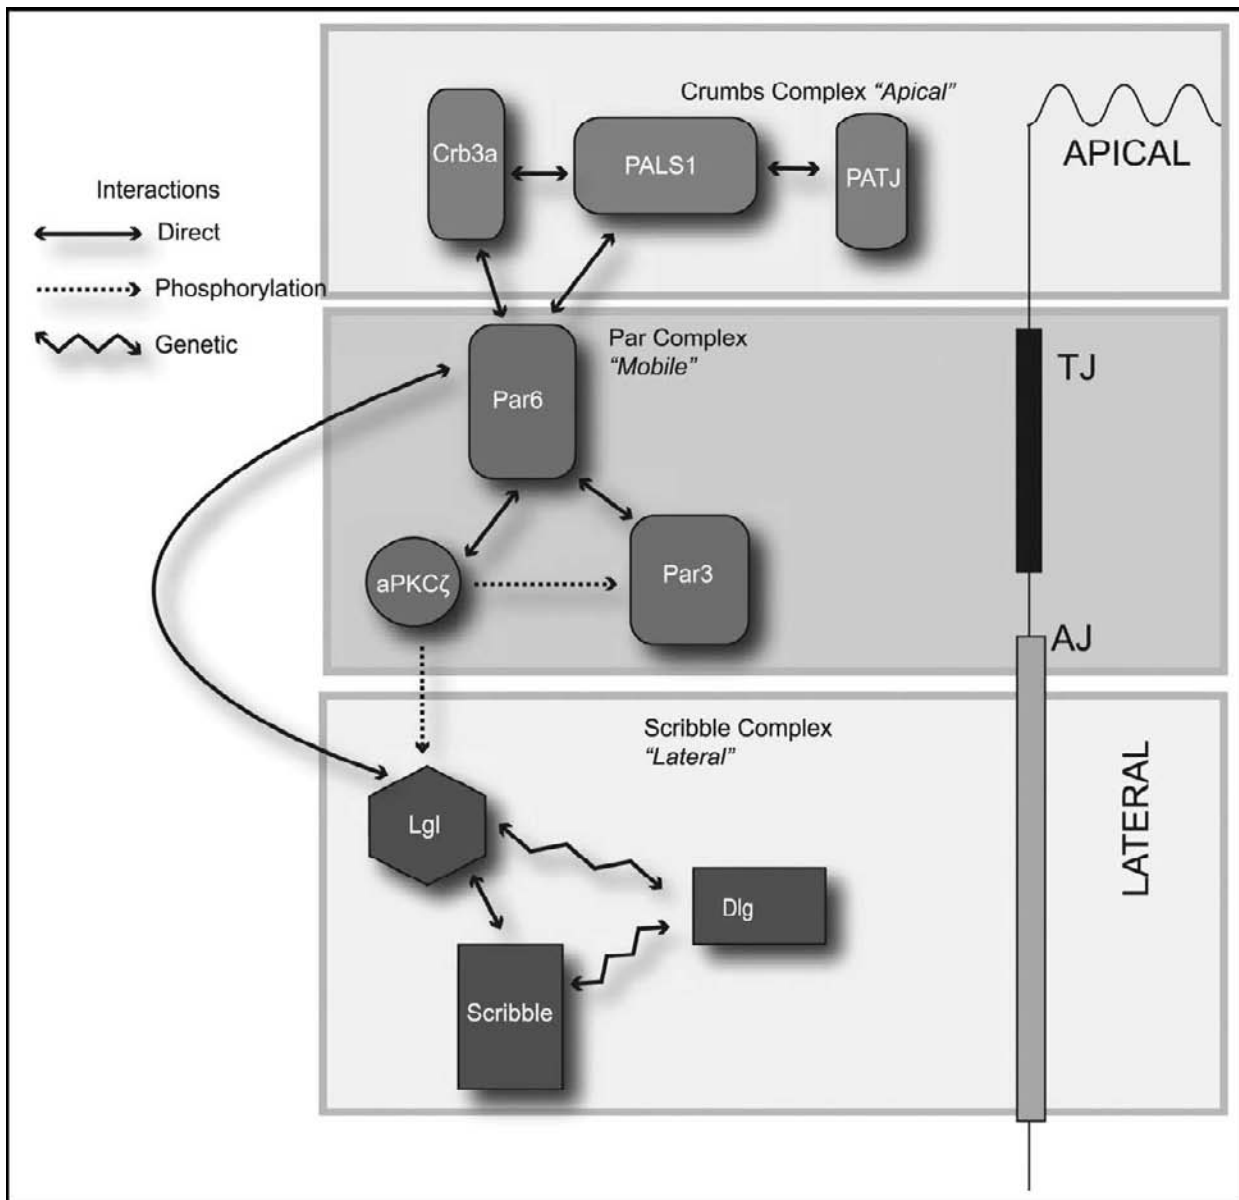 Crumbs Complex "Apical"
Crb3a
PALS1
PATJ
APICAL
Interactions
Direct
Phosphorylation
Genetic
Par Complex
"Mobile"
TJ
Par6
aPKCζ
Par3
AJ
Scribble Complex
"Lateral"
LATERAL
Lgl
Dlg
Scribble